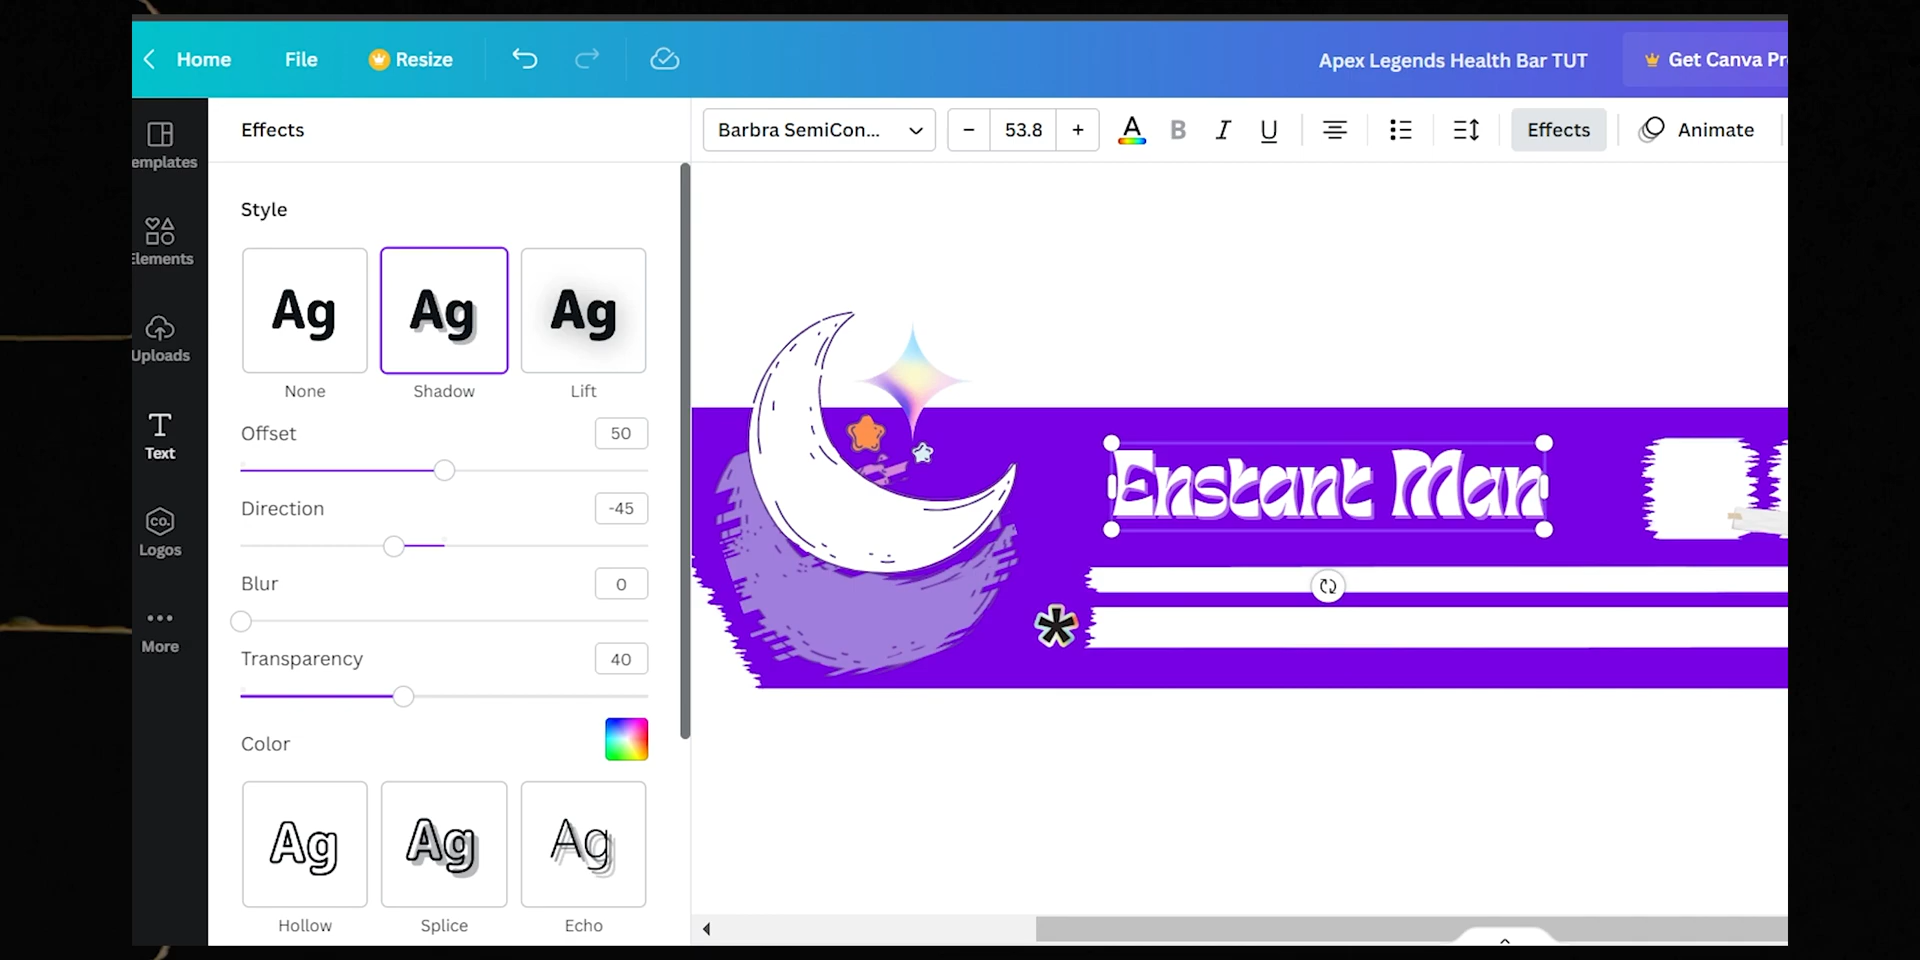 Home File Resize Apex Legends Health Bar TUT Get Canva Pr
Effects Barbra SemiCon... − 53.8 + A B I U Effects Animate
emplates
Elements
Uploads
Text
Logos
More
Style
Ag Ag Ag
None Shadow Lift
Offset 50
Direction -45
Blur 0
Transparency 40
Color
Ag Ag Ag
Hollow Splice Echo
CO.
Enstant Man
*